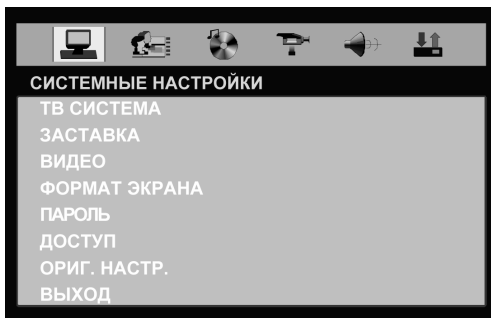 СИСТЕМНЫЕ НАСТРОЙКИ
ТВ СИСТЕМА
ЗАСТАВКА
ВИДЕО
ФОРМАТ ЭКРАНА
ПАРОЛЬ
ДОСТУП
ОРИГ. НАСТР.
ВЫХОД